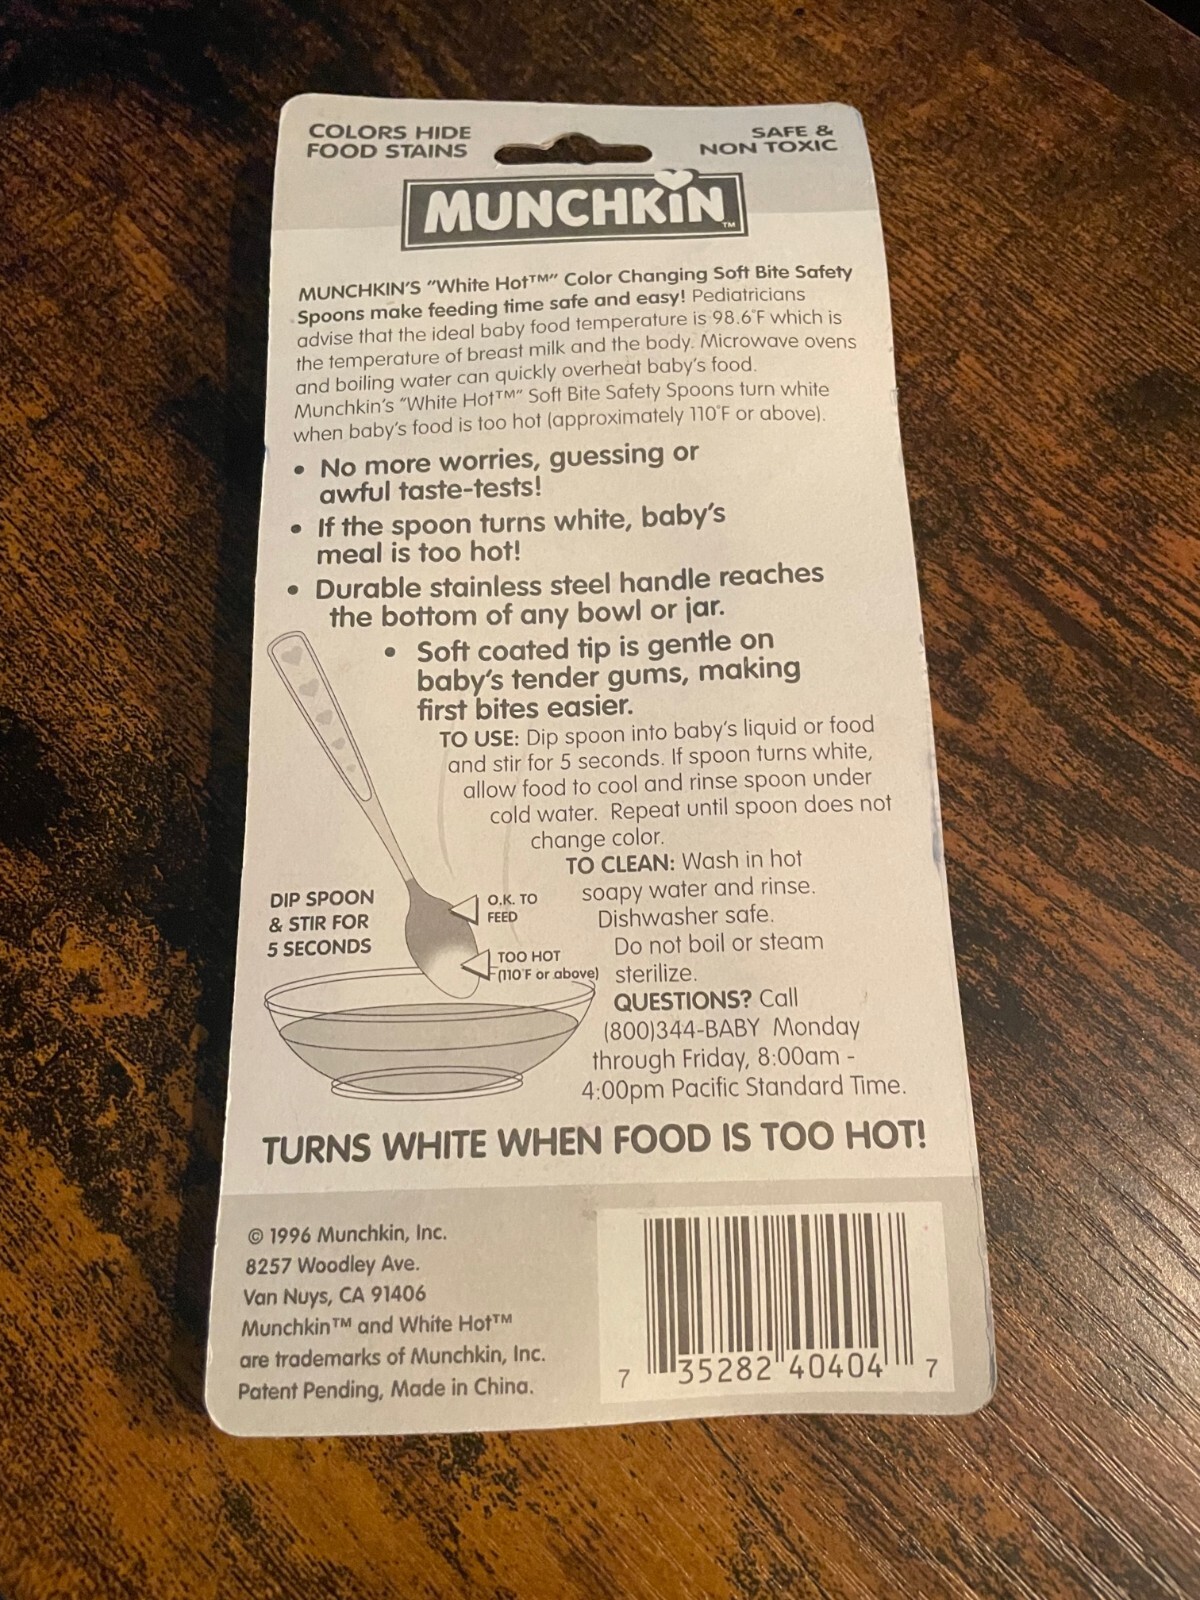 COLORS HIDE
FOOD STAINS
SAFE &
NON TOXIC
MUNCHKiN™
MUNCHKIN'S "White Hot™" Color Changing Soft Bite Safety
Spoons make feeding time safe and easy! Pediatricians
advise that the ideal baby food temperature is 98.6°F which is
the temperature of breast milk and the body. Microwave ovens
and boiling water can quickly overheat baby's food.
Munchkin's "White Hot™" Soft Bite Safety Spoons turn white
when baby's food is too hot (approximately 110°F or above).
• No more worries, guessing or
awful taste-tests!
• If the spoon turns white, baby's
meal is too hot!
• Durable stainless steel handle reaches
the bottom of any bowl or jar.
• Soft coated tip is gentle on
baby's tender gums, making
first bites easier.
TO USE: Dip spoon into baby's liquid or food
and stir for 5 seconds. If spoon turns white,
allow food to cool and rinse spoon under
cold water. Repeat until spoon does not
change color.
TO CLEAN: Wash in hot
soapy water and rinse.
Dishwasher safe.
Do not boil or steam
sterilize.
QUESTIONS? Call
(800)344-BABY Monday
through Friday, 8:00am -
4:00pm Pacific Standard Time.
DIP SPOON
& STIR FOR
5 SECONDS
O.K. TO
FEED
TOO HOT
(110°F or above)
TURNS WHITE WHEN FOOD IS TOO HOT!
© 1996 Munchkin, Inc.
8257 Woodley Ave.
Van Nuys, CA 91406
Munchkin™ and White Hot™
are trademarks of Munchkin, Inc.
Patent Pending, Made in China.
7 35282 40404 7